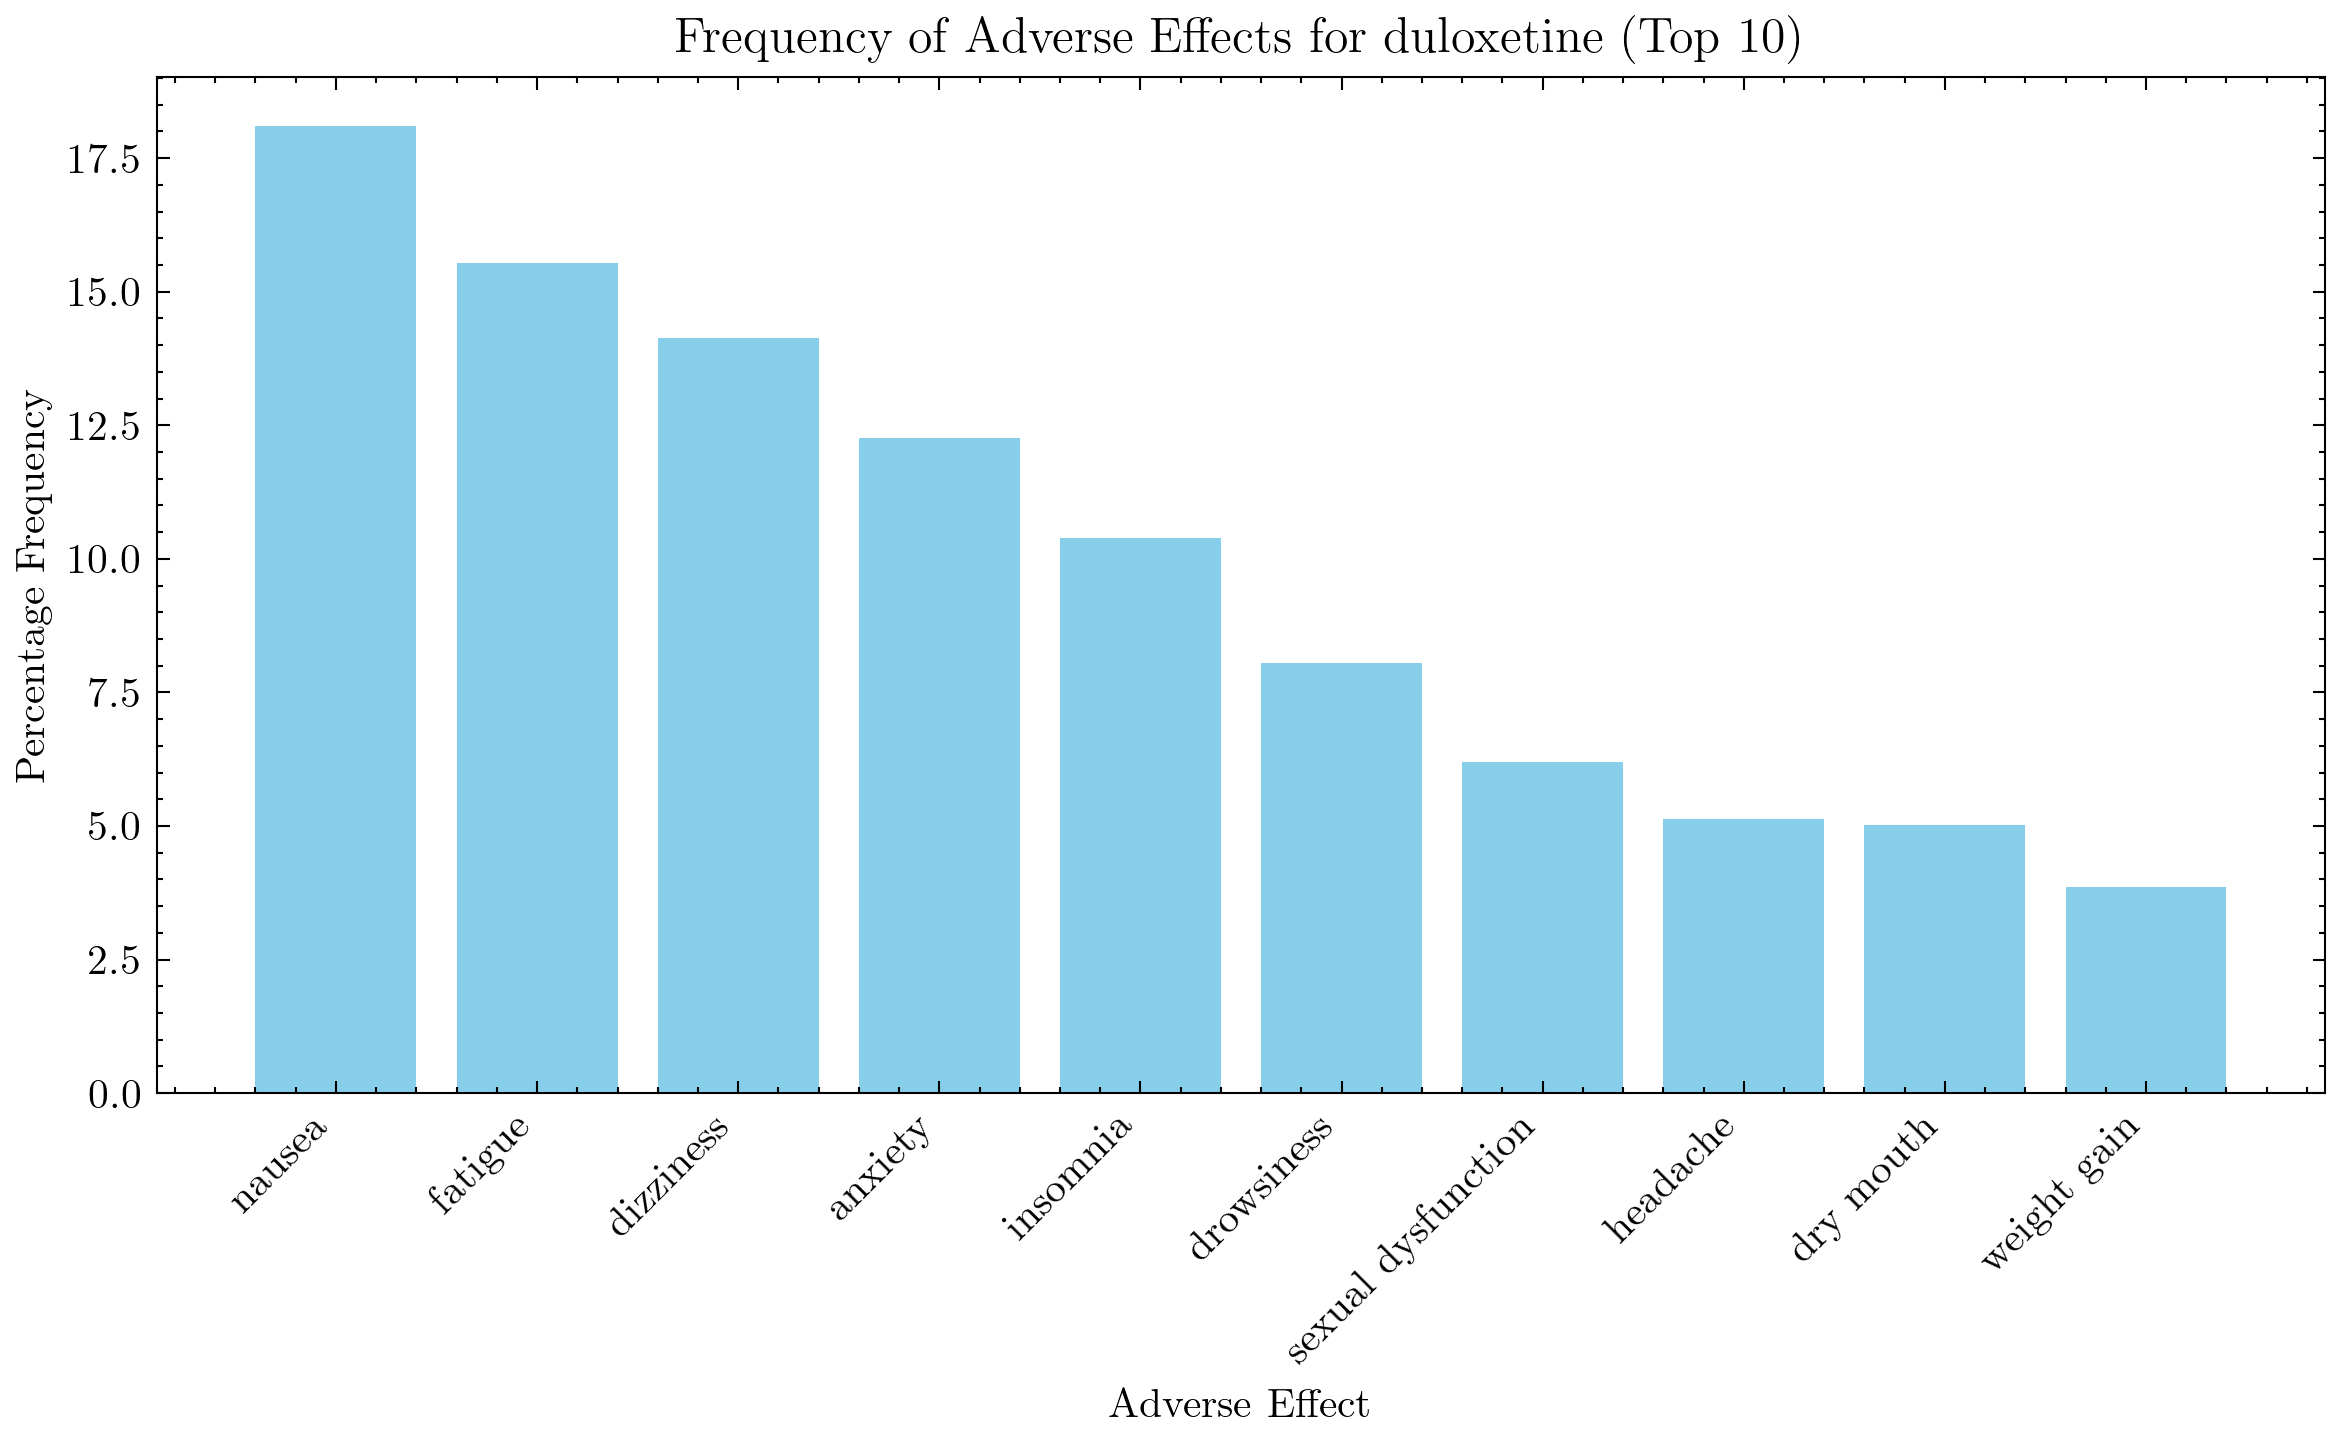 Frequency of Adverse Effects for duloxetine (Top 10)
Percentage Frequency
17.5
15.0
12.5
10.0
7.5
5.0
2.5
0.0
nausea
fatigue
dizziness
anxiety
insomnia
drowsiness
sexual dysfunction
headache
dry mouth
weight gain
Adverse Effect